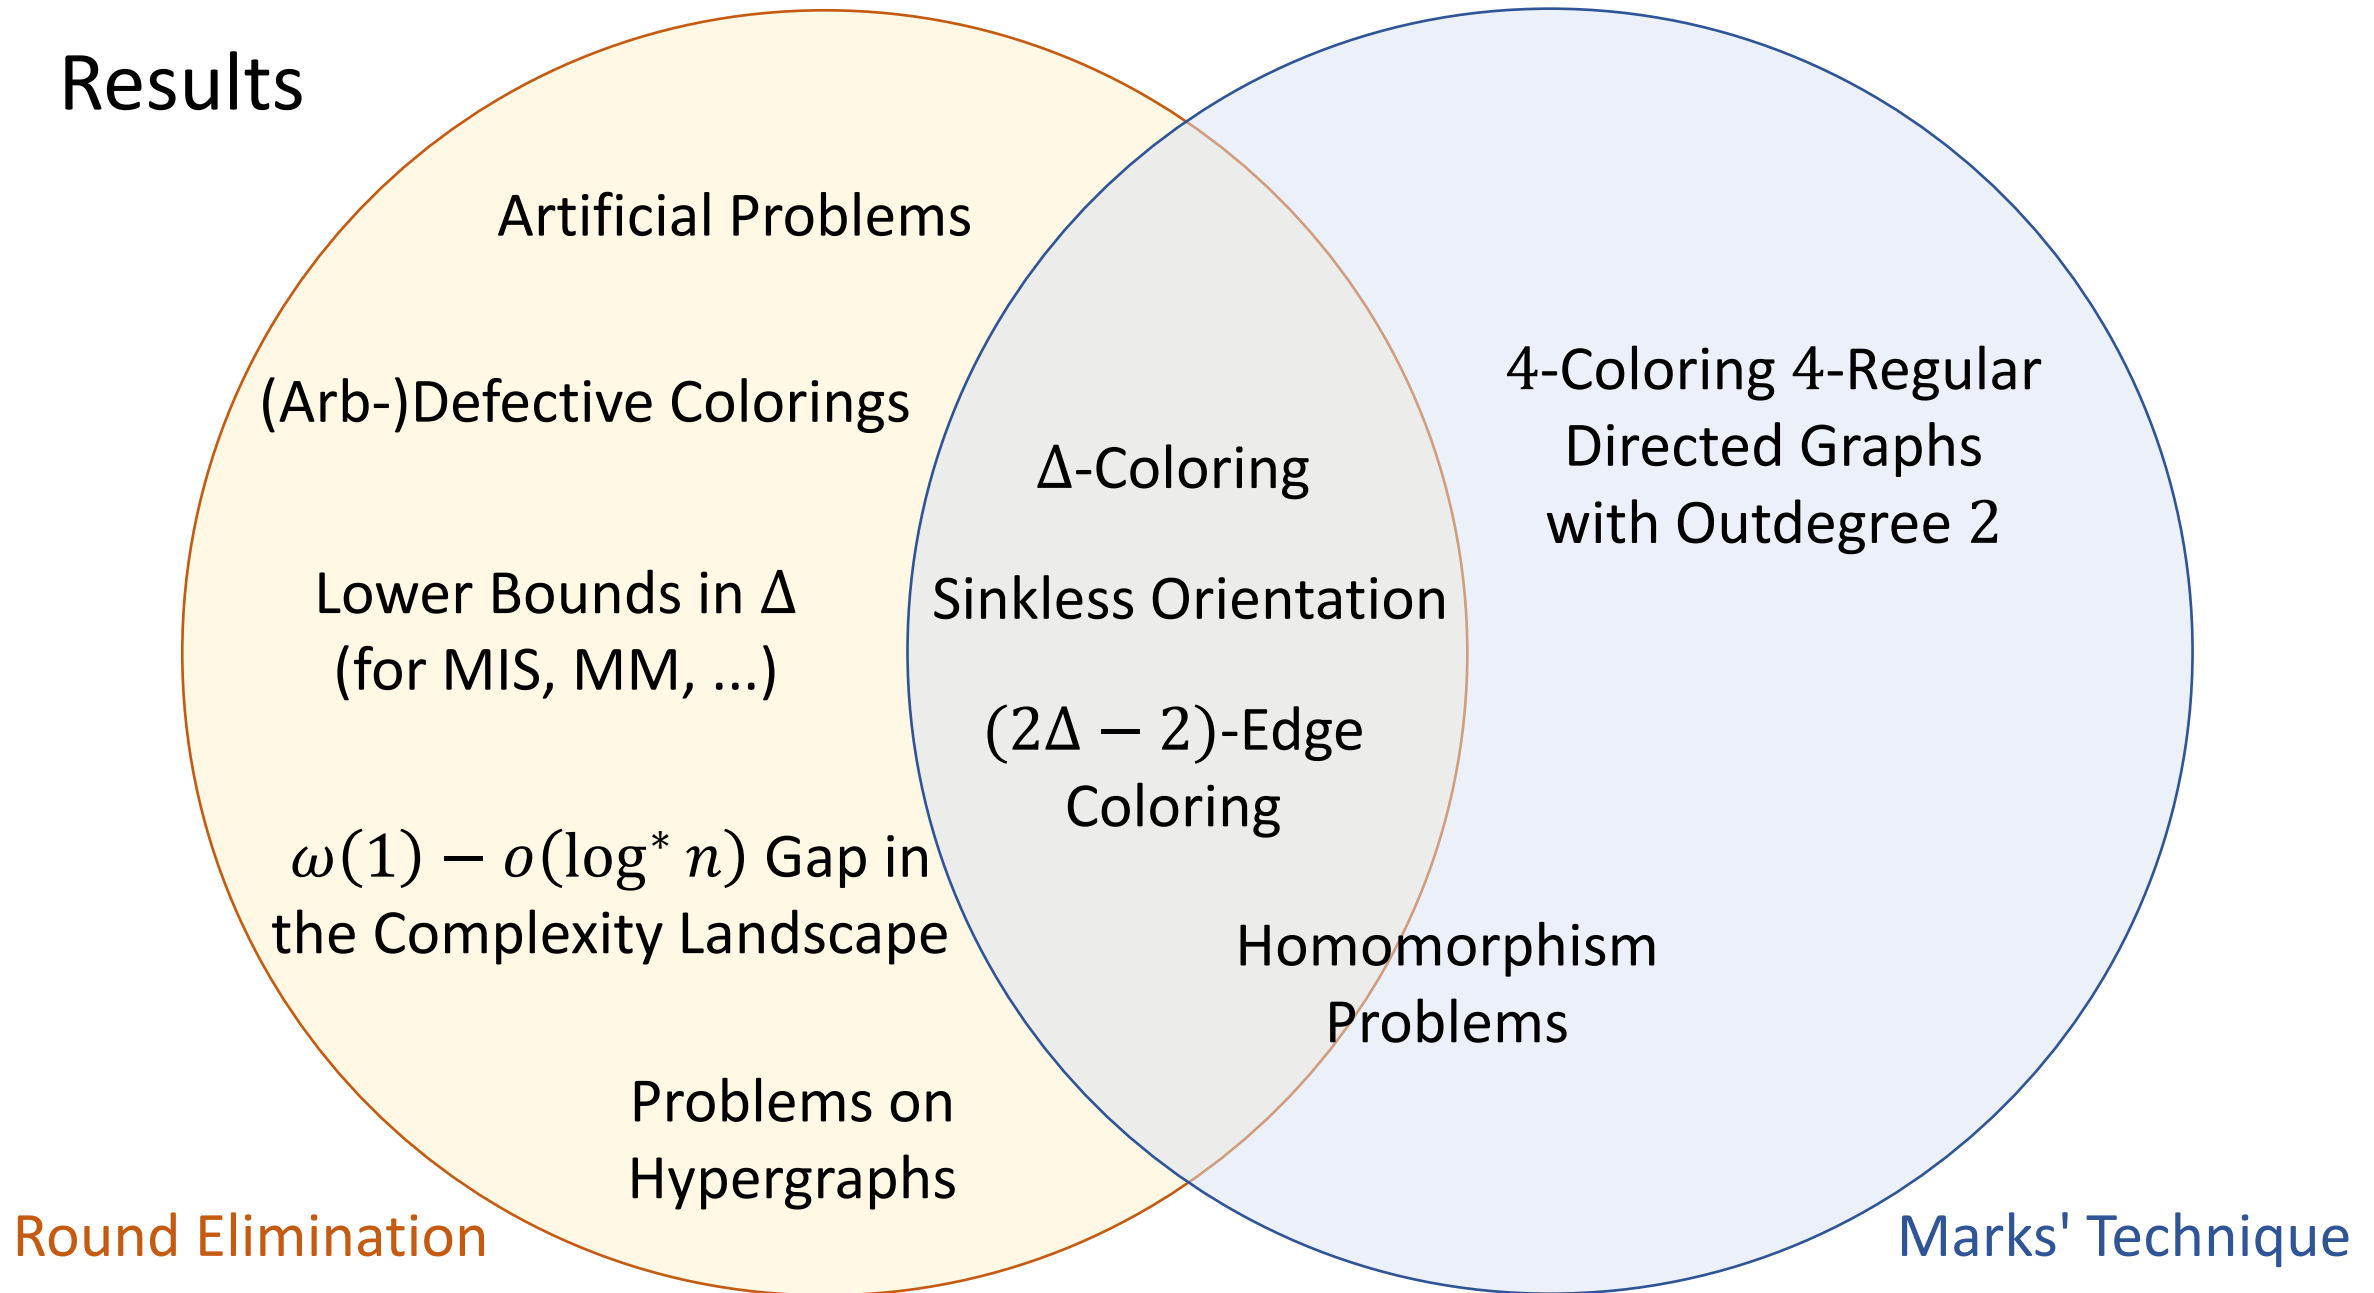 Results
Artificial Problems
(Arb-)Defective Colorings
Lower Bounds in Δ
(for MIS, MM, ...)
ω(1) − o(log* n) Gap in
the Complexity Landscape
Problems on
Hypergraphs
Δ-Coloring
Sinkless Orientation
(2Δ − 2)-Edge
Coloring
Homomorphism
Problems
4-Coloring 4-Regular
Directed Graphs
with Outdegree 2
Round Elimination
Marks' Technique